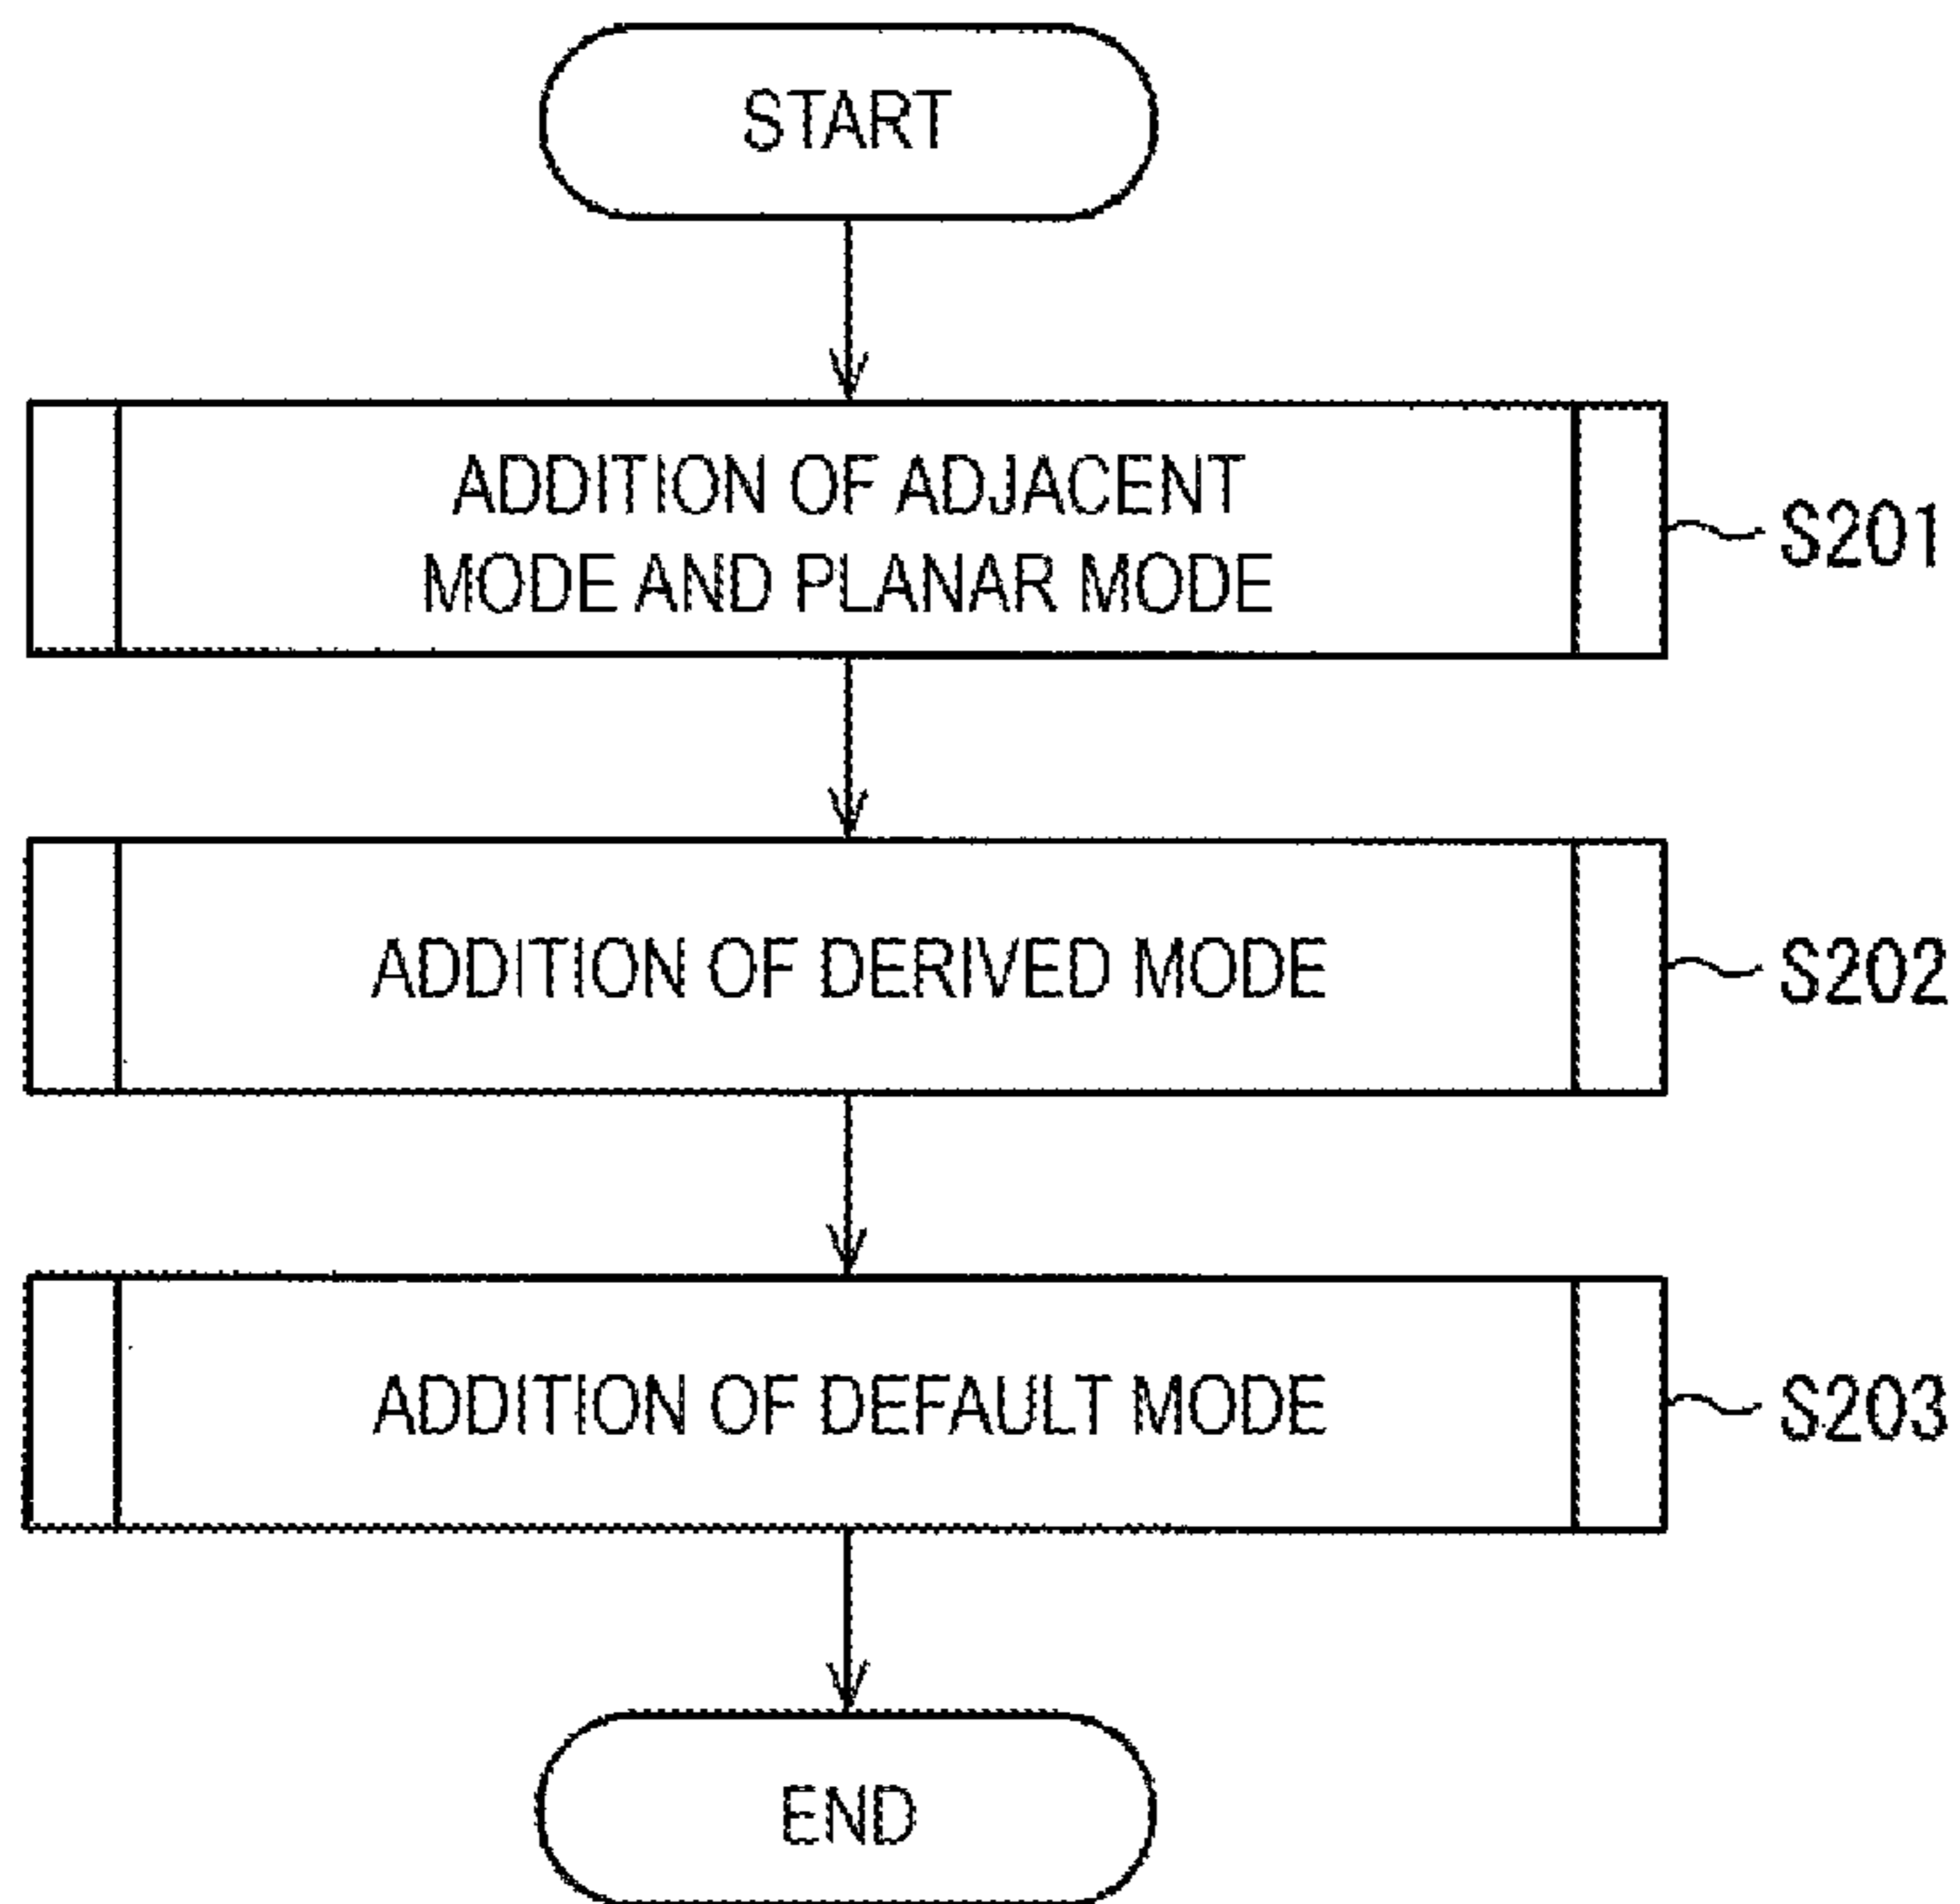 START
ADDITION OF ADJACENT
MODE AND PLANAR MODE
S201
ADDITION OF DERIVED MODE
S202
ADDITION OF DEFAULT MODE
S203
END